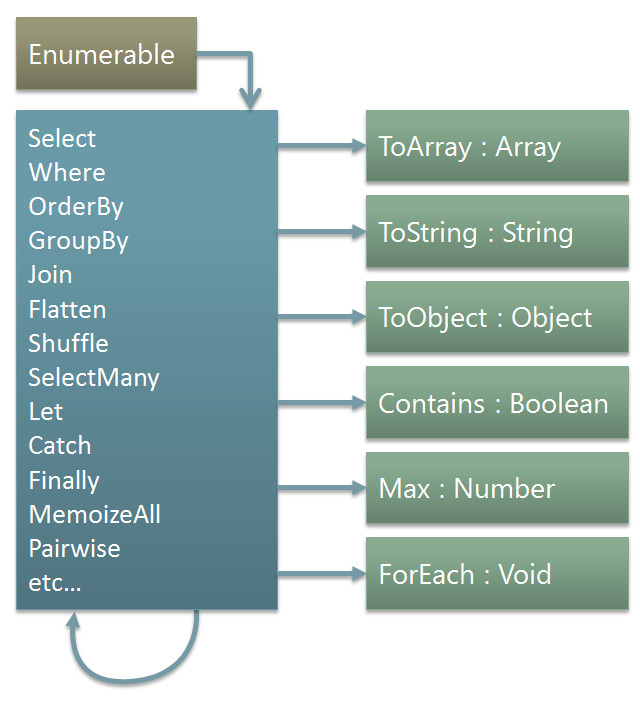 Enumerable
Select
Where
OrderBy
GroupBy
Join
Flatten
Shuffle
SelectMany
Let
Catch
Finally
MemoizeAll
Pairwise
etc...
ToArray : Array
ToString : String
ToObject : Object
Contains : Boolean
Max : Number
ForEach : Void